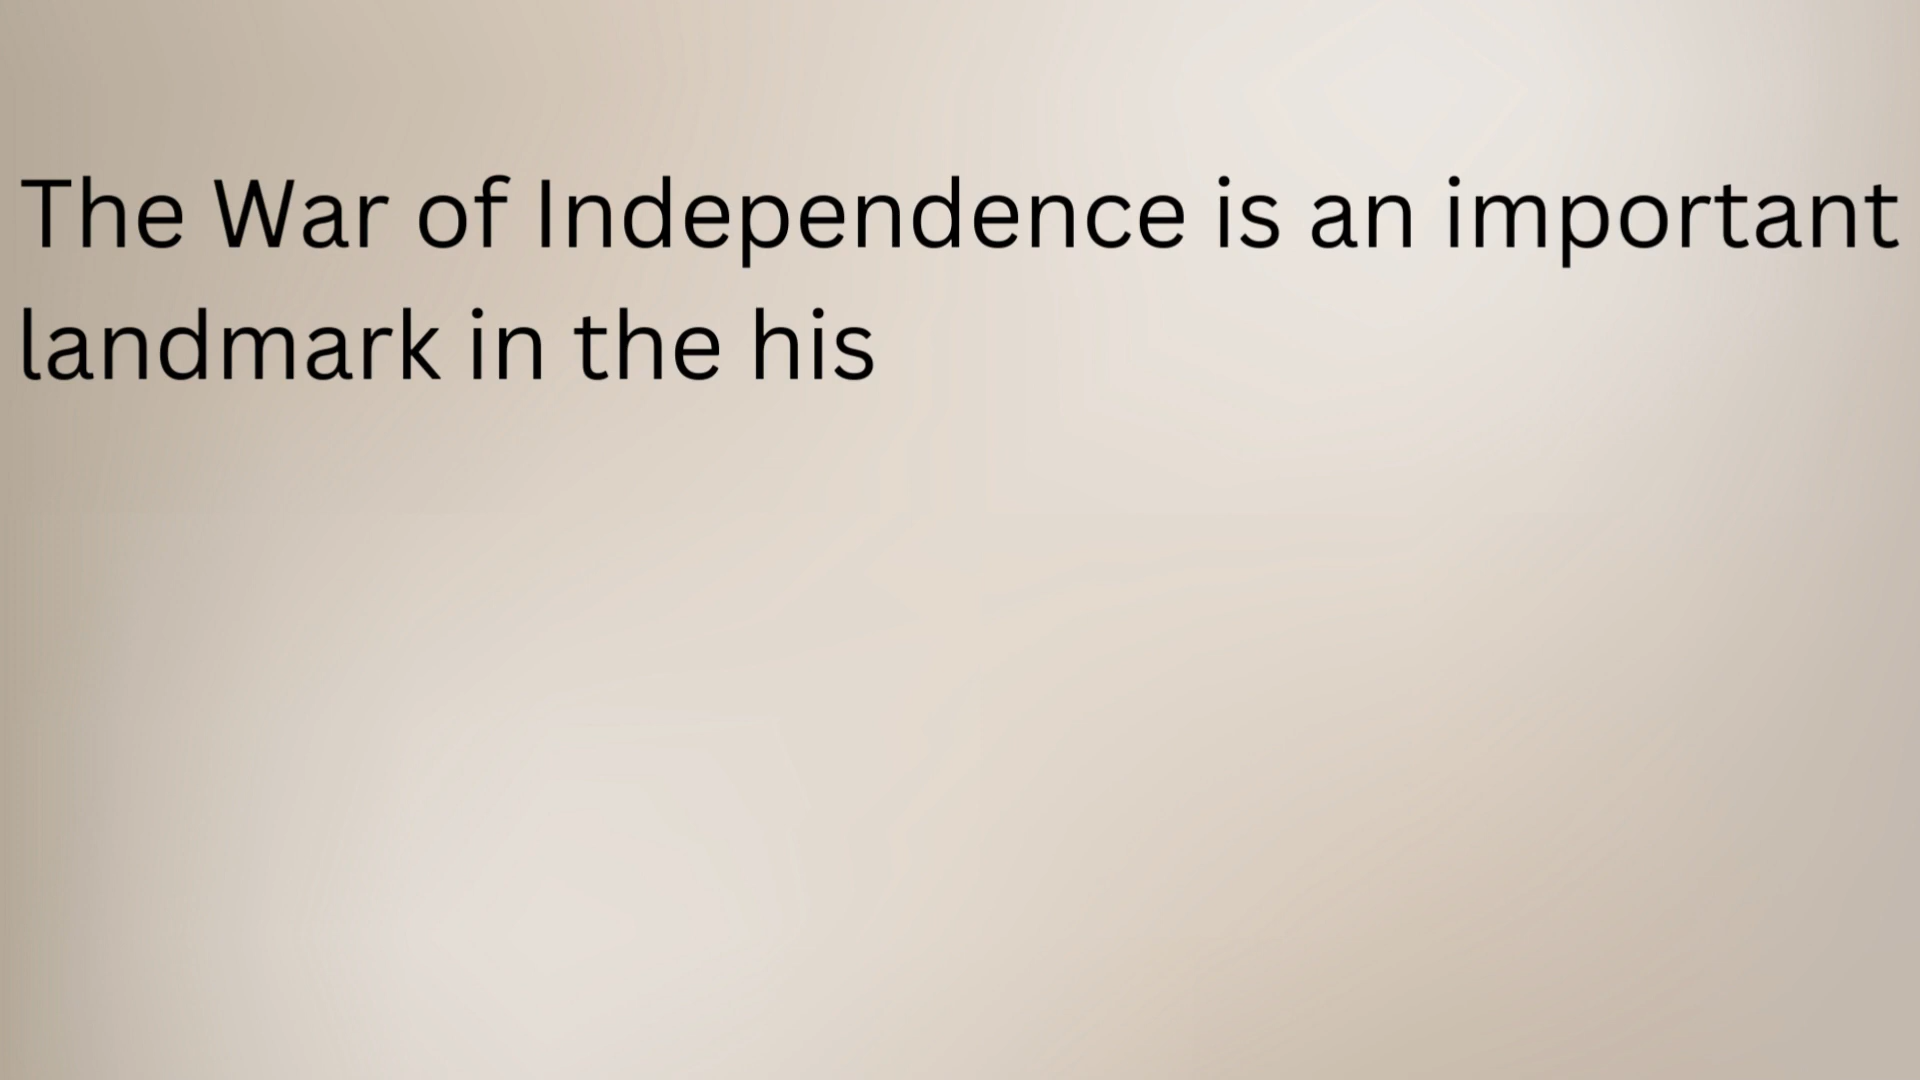 The War of Independence is an important
landmark in the his